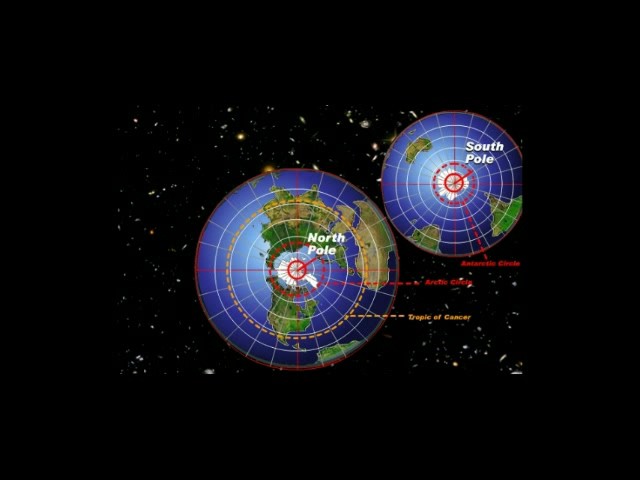 South
Pole
North
Pole
Antarctic Circle
Arctic Circle
Tropic of Cancer